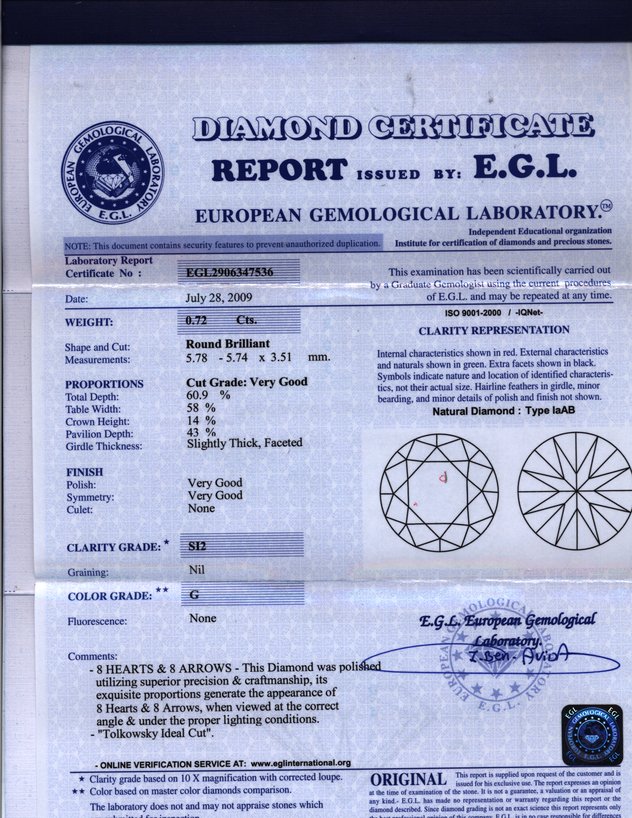 DIAMOND CERTIFICATE
REPORT ISSUED BY: E.G.L.
EUROPEAN GEMOLOGICAL LABORATORY.™
EUROPEAN GEMOLOGICAL LABORATORY
E.G.L.
Independent Educational organization
Institute for certification of diamonds and precious stones.
NOTE: This document contains security features to prevent unauthorized duplication.
Laboratory Report
Certificate No : EGL2906347536
Date: July 28, 2009
WEIGHT: 0.72 Cts.
Shape and Cut: Round Brilliant
Measurements: 5.78 - 5.74 x 3.51 mm.
PROPORTIONS Cut Grade: Very Good
Total Depth: 60.9 %
Table Width: 58 %
Crown Height: 14 %
Pavilion Depth: 43 %
Girdle Thickness: Slightly Thick, Faceted
FINISH
Polish: Very Good
Symmetry: Very Good
Culet: None
CLARITY GRADE: * SI2
Graining: Nil
COLOR GRADE: ** G
Fluorescence: None
Comments:
- 8 HEARTS & 8 ARROWS - This Diamond was polished
utilizing superior precision & craftmanship, its
exquisite proportions generate the appearance of
8 Hearts & 8 Arrows, when viewed at the correct
angle & under the proper lighting conditions.
- "Tolkowsky Ideal Cut".
This examination has been scientifically carried out
by a Graduate Gemologist using the current procedures
of E.G.L. and may be repeated at any time.
ISO 9001-2000 / -IQNet-
CLARITY REPRESENTATION
Internal characteristics shown in red. External characteristics
and naturals shown in green. Extra facets shown in black.
Symbols indicate nature and location of identified characteris-
tics, not their actual size. Hairline feathers in girdle, minor
bearding, and minor details of polish and finish not shown.
Natural Diamond : Type IaAB
E.G.L. European Gemological
Laboratory.
I. Ben-Avida
E.G.L.
EGL
EGL
EGL
- ONLINE VERIFICATION SERVICE AT: www.eglinternational.org
* Clarity grade based on 10 X magnification with corrected loupe.
** Color based on master color diamonds comparison.
The laboratory does not and may not appraise stones which
ORIGINAL This report is supplied upon request of the customer and is
issued for his exclusive use. The report expresses an opinion
at the time of examination of the stone. It is not a guarantee, a valuation or an appraisal of
any kind.- E.G.L. has made no representation or warranty regarding this report or the
diamond described. Since diamond grading is not an exact science this report represents only